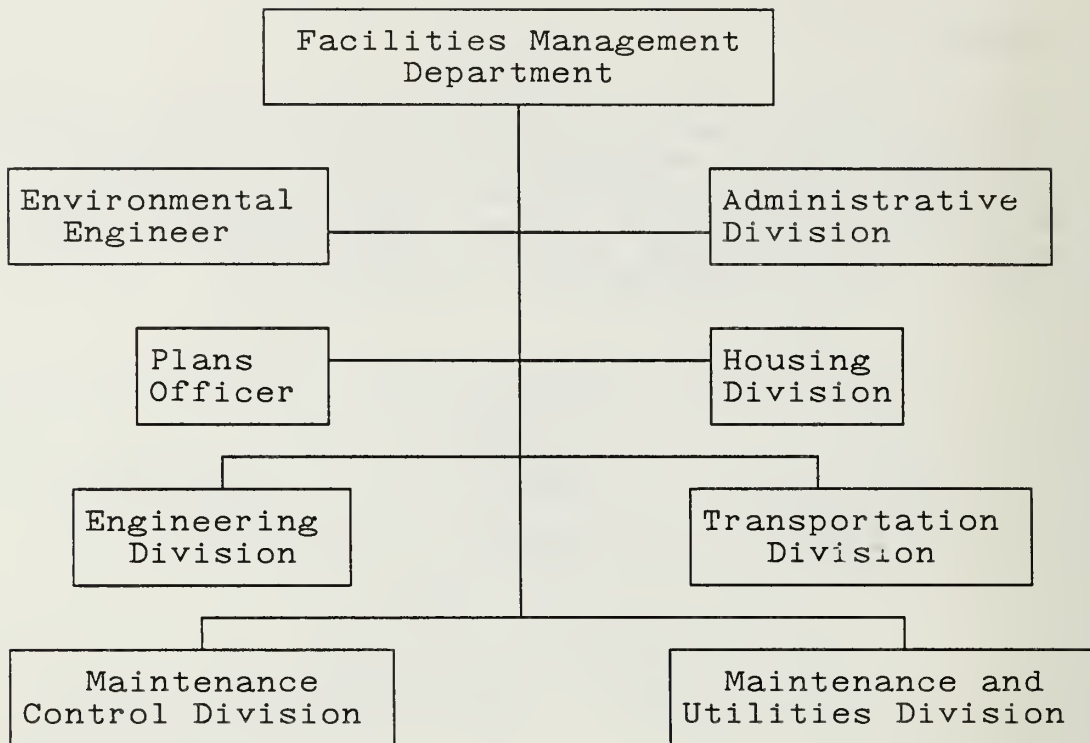 Facilities Management
Department
Environmental
Engineer
Administrative
Division
Plans
Officer
Housing
Division
Engineering
Division
Transportation
Division
Maintenance
Control Division
Maintenance and
Utilities Division